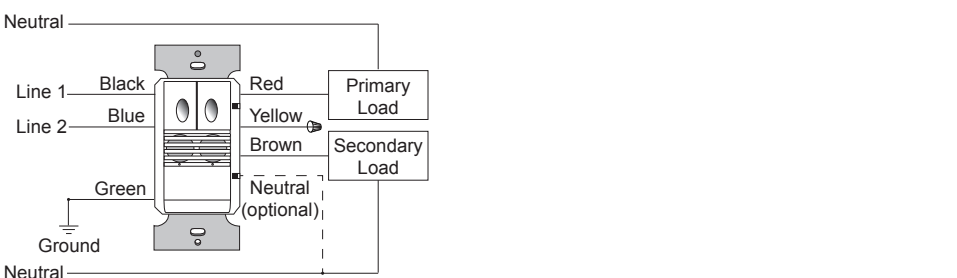 Neutral
Line 1
Black
Red
Primary
Load
Line 2
Blue
Yellow
Brown
Secondary
Load
Green
Neutral
(optional)
Ground
Neutral